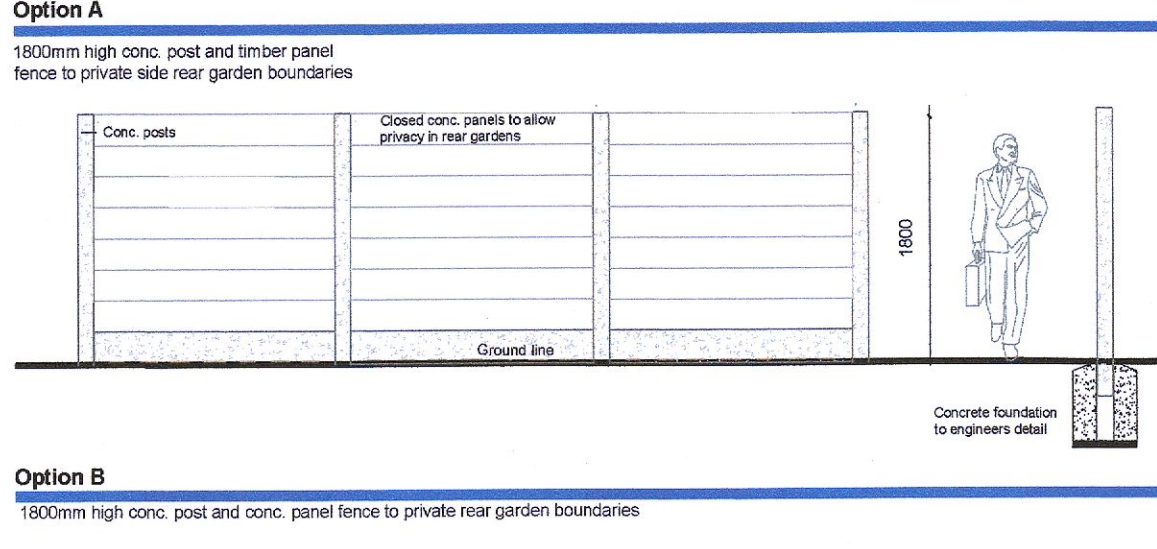 Option A
1800mm high conc. post and timber panel
fence to private side rear garden boundaries
Conc. posts
Closed conc. panels to allow
privacy in rear gardens
1800
Ground line
Concrete foundation
to engineers detail
Option B
1800mm high conc. post and conc. panel fence to private rear garden boundaries